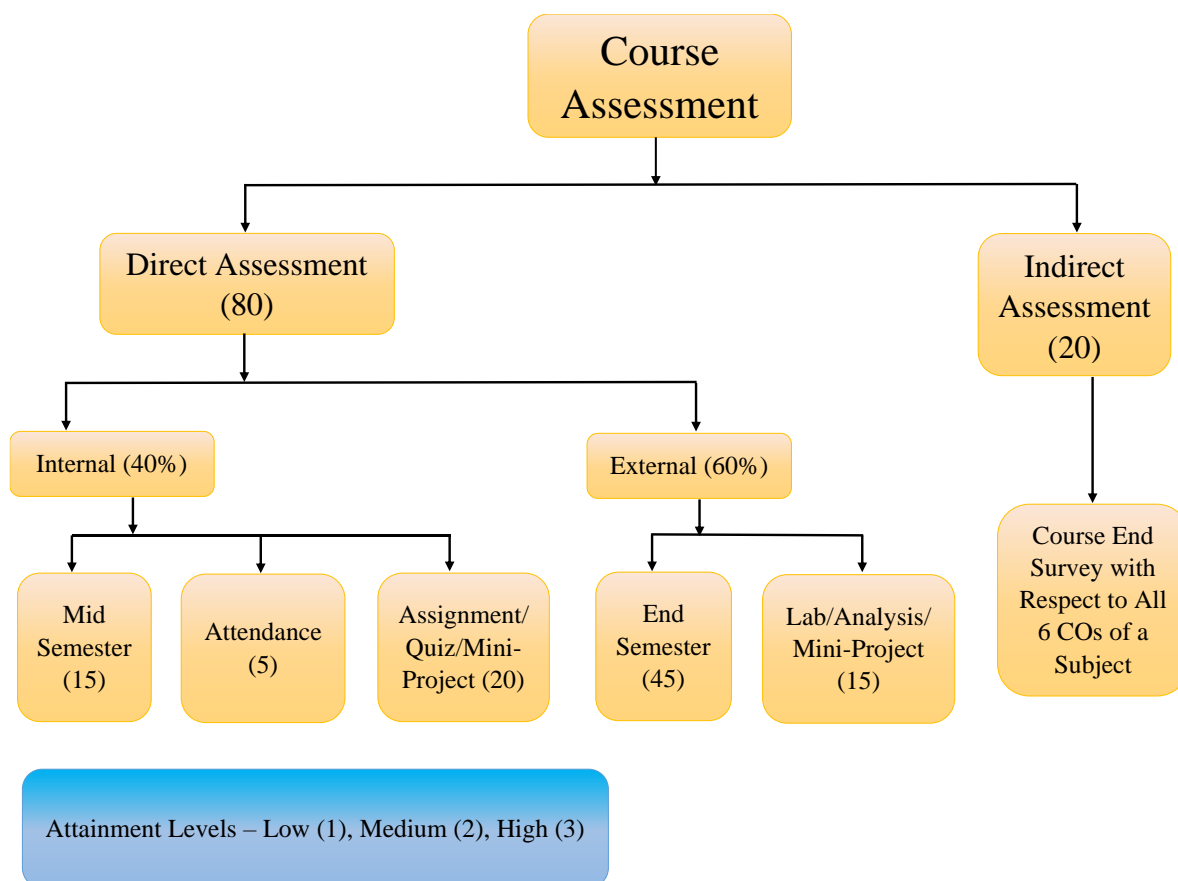 Course
Assessment
Direct Assessment
(80)
Indirect
Assessment
(20)
Internal (40%)
External (60%)
Mid
Semester
(15)
Attendance
(5)
Assignment/
Quiz/Mini-
Project (20)
End
Semester
(45)
Lab/Analysis/
Mini-Project
(15)
Course End
Survey with
Respect to All
6 COs of a
Subject
Attainment Levels – Low (1), Medium (2), High (3)